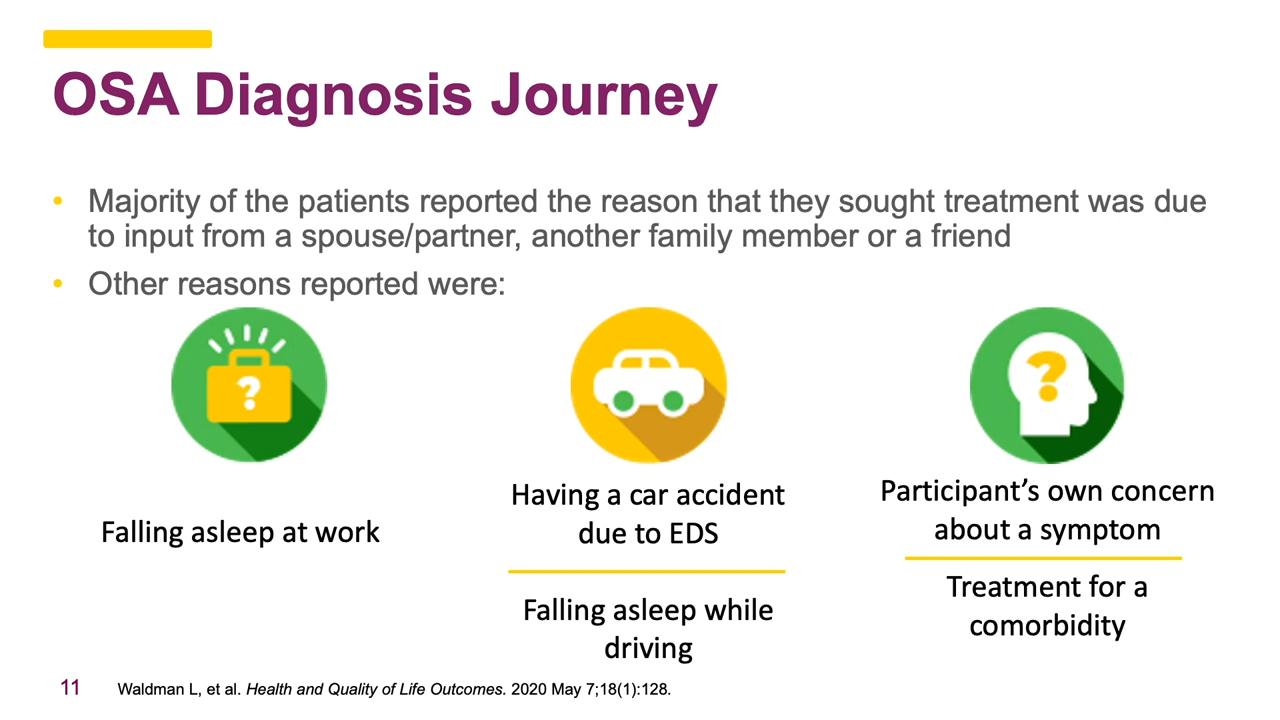 OSA Diagnosis Journey
• Majority of the patients reported the reason that they sought treatment was due
to input from a spouse/partner, another family member or a friend
• Other reasons reported were:
?
?
Falling asleep at work
Having a car accident
due to EDS
Falling asleep while
driving
Participant's own concern
about a symptom
Treatment for a
comorbidity
11
Waldman L, et al. Health and Quality of Life Outcomes. 2020 May 7;18(1):128.